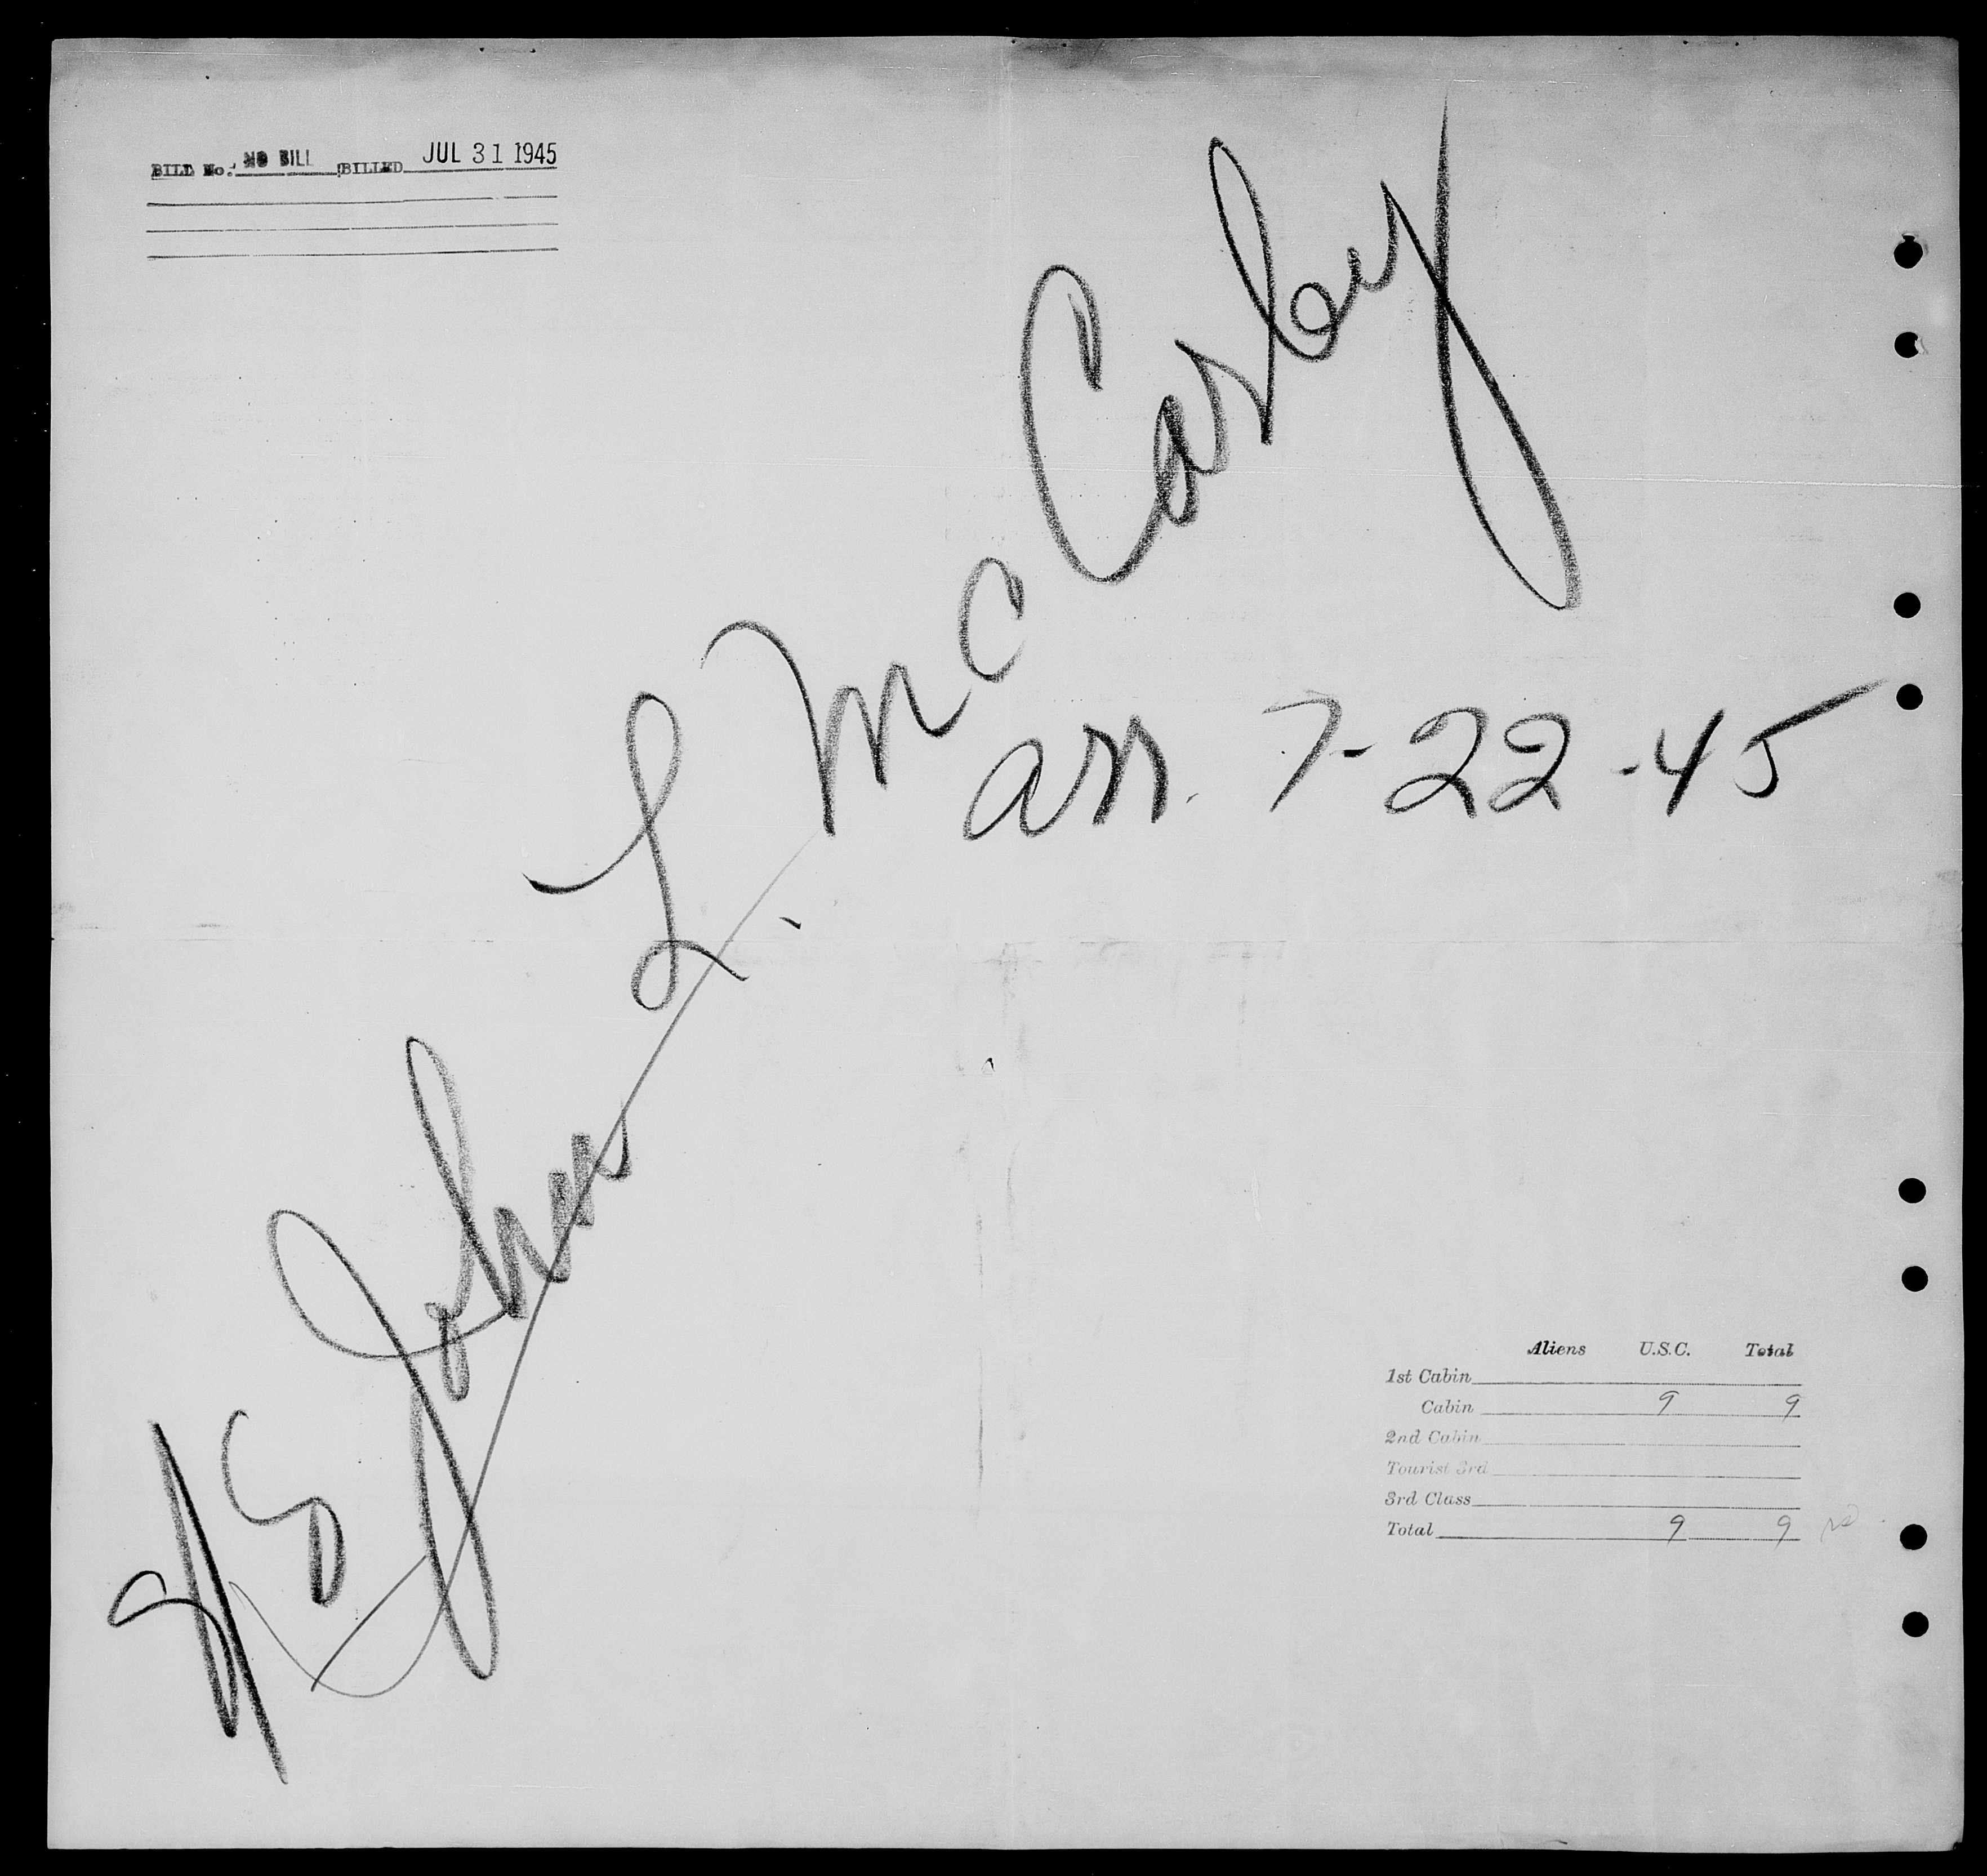 BILL No. NO BILL BILLED JUL 31 1945
SS John L. McCarley
arr. 7-22-45
Aliens U.S.C. Total
1st Cabin
Cabin 9 9
2nd Cabin
Tourist 3rd
3rd Class
Total 9 9